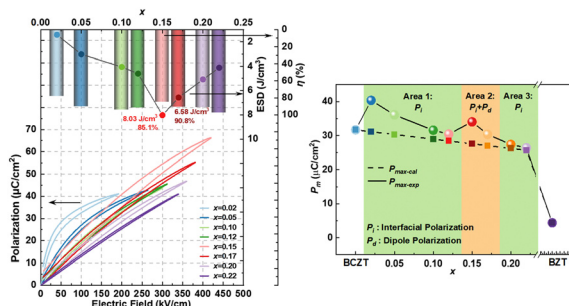 x
0.00 0.05 0.10 0.15 0.20 0.25
0
2
4
6
8
10
ESD (J/cm³)
0
20
40
60
80
100
η (%)
8.03 J/cm³
85.1%
6.58 J/cm³
90.8%
70
60
50
40
30
20
10
0
Polarization (μC/cm²)
x=0.02
x=0.05
x=0.10
x=0.12
x=0.15
x=0.17
x=0.20
x=0.22
0 50 100 150 200 250 300 350 400 450 500
Electric Field (kV/cm)
Area 1:
Pi
Area 2:
Pi+Pd
Area 3:
Pi
50
40
30
20
10
0
Pm (μC/cm²)
Pmax-cal
Pmax-exp
Pi : Interfacial Polarization
Pd : Dipole Polarization
BCZT 0.05 0.10 0.15 0.20 BZT
x